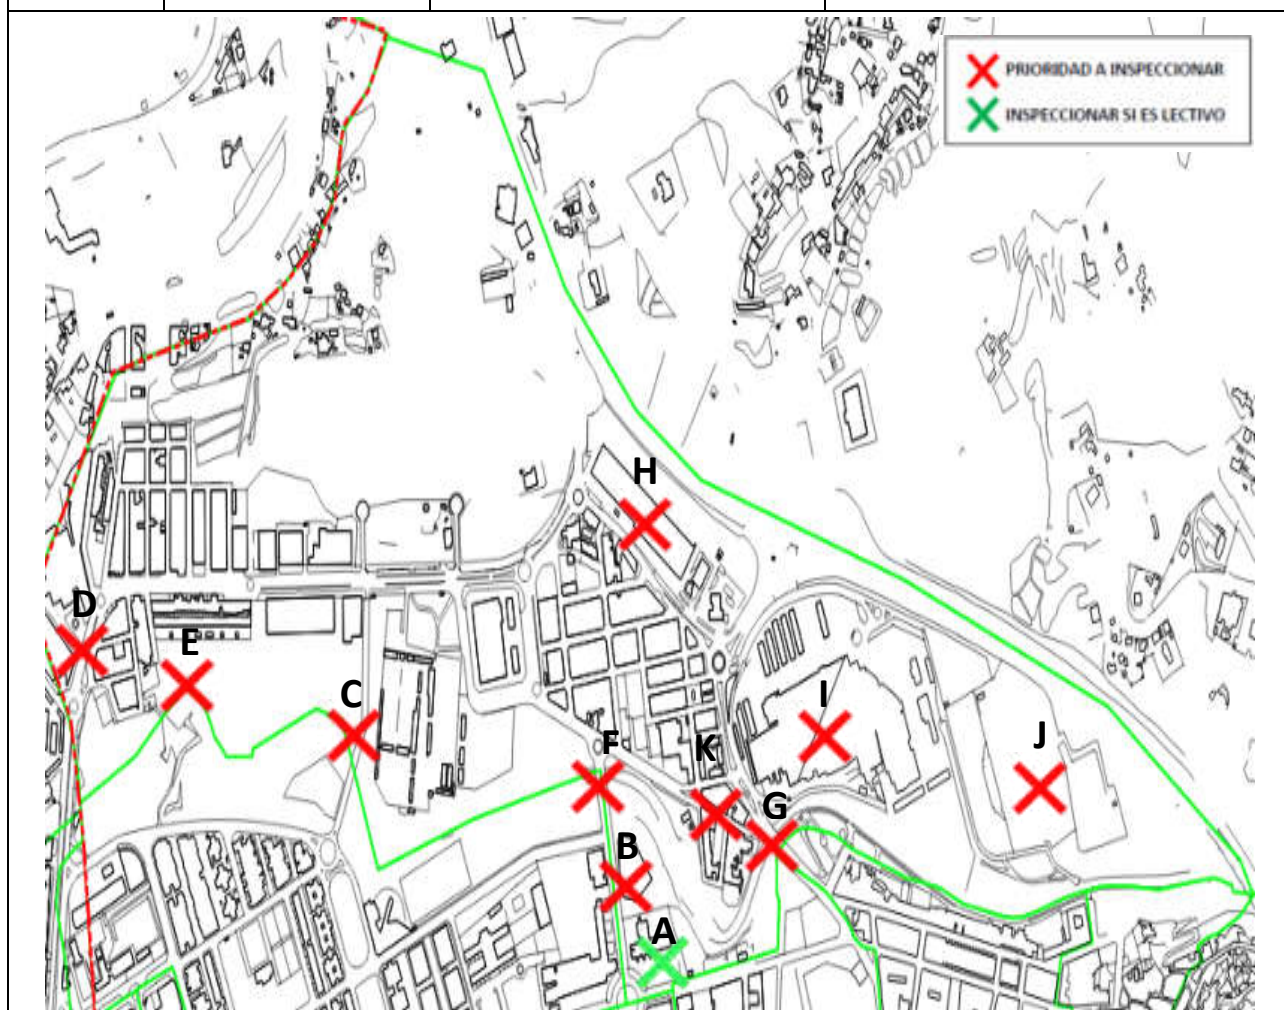 PRIORIDAD A INSPECCIONAR
INSPECCIONAR SI ES LECTIVO
H
D
E
C
I
F
K
J
G
B
A